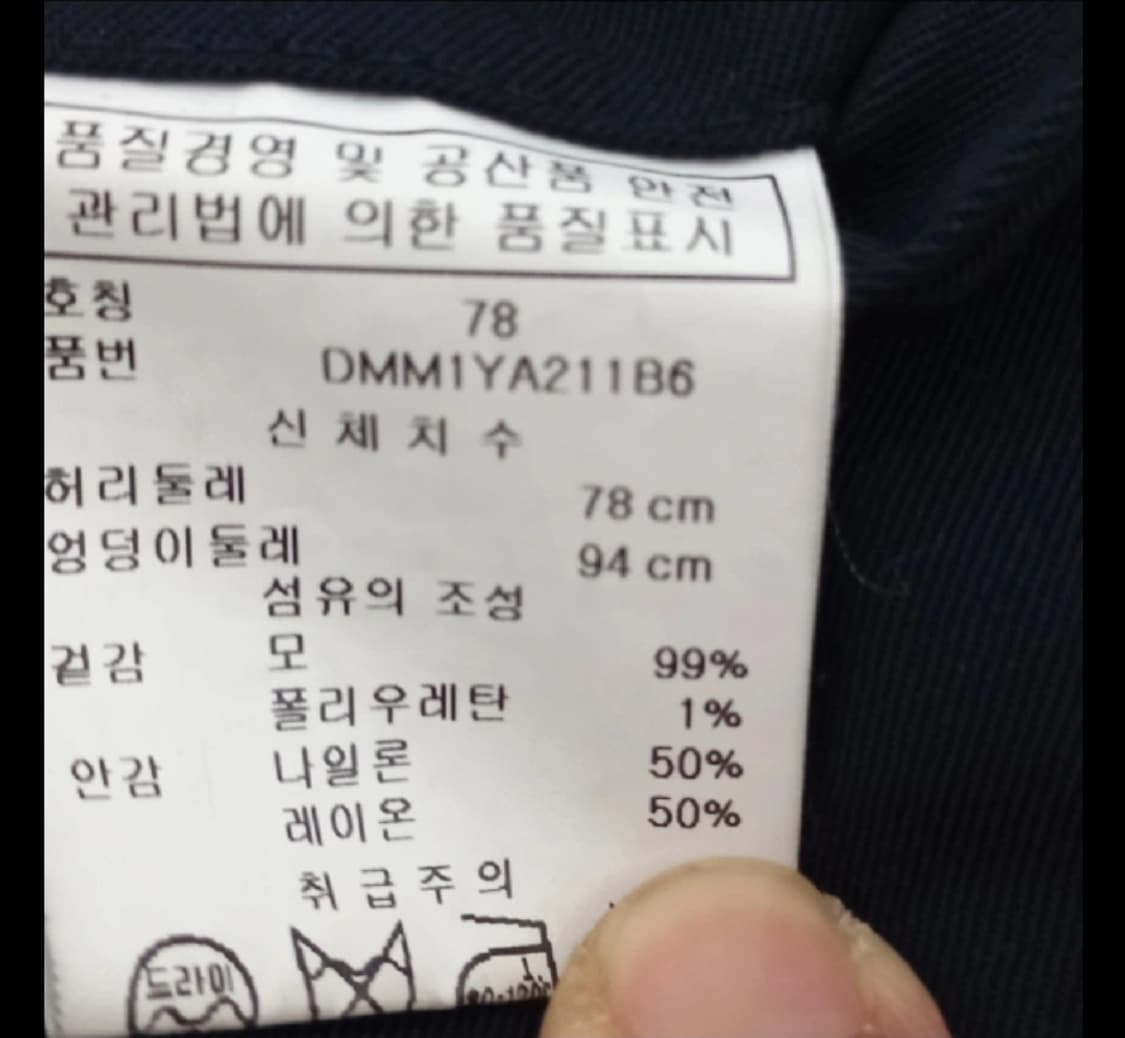 품질경영 및 공산품 안전
관리법에 의한 품질표시
호칭 78
품번 DMM1YA211B6
신체치수
허리둘레 78 cm
엉덩이둘레 94 cm
섬유의 조성
겉감 모 99%
폴리우레탄 1%
안감 나일론 50%
레이온 50%
취급주의
드라이